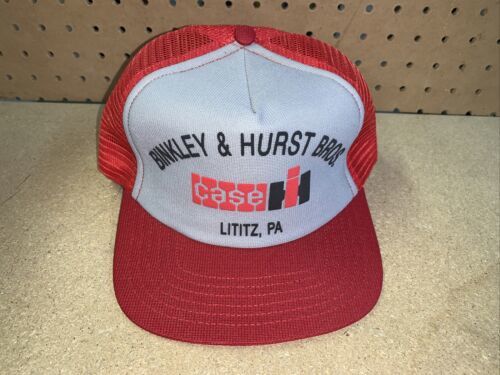 BINKLEY & HURST BROS
CASE IH
LITITZ, PA